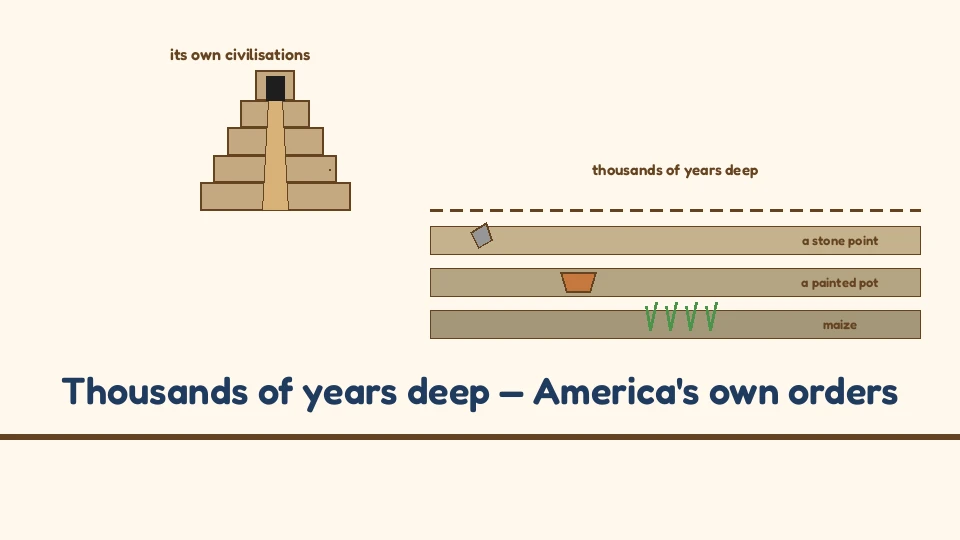 its own civilisations
thousands of years deep
a stone point
a painted pot
maize
Thousands of years deep — America's own orders